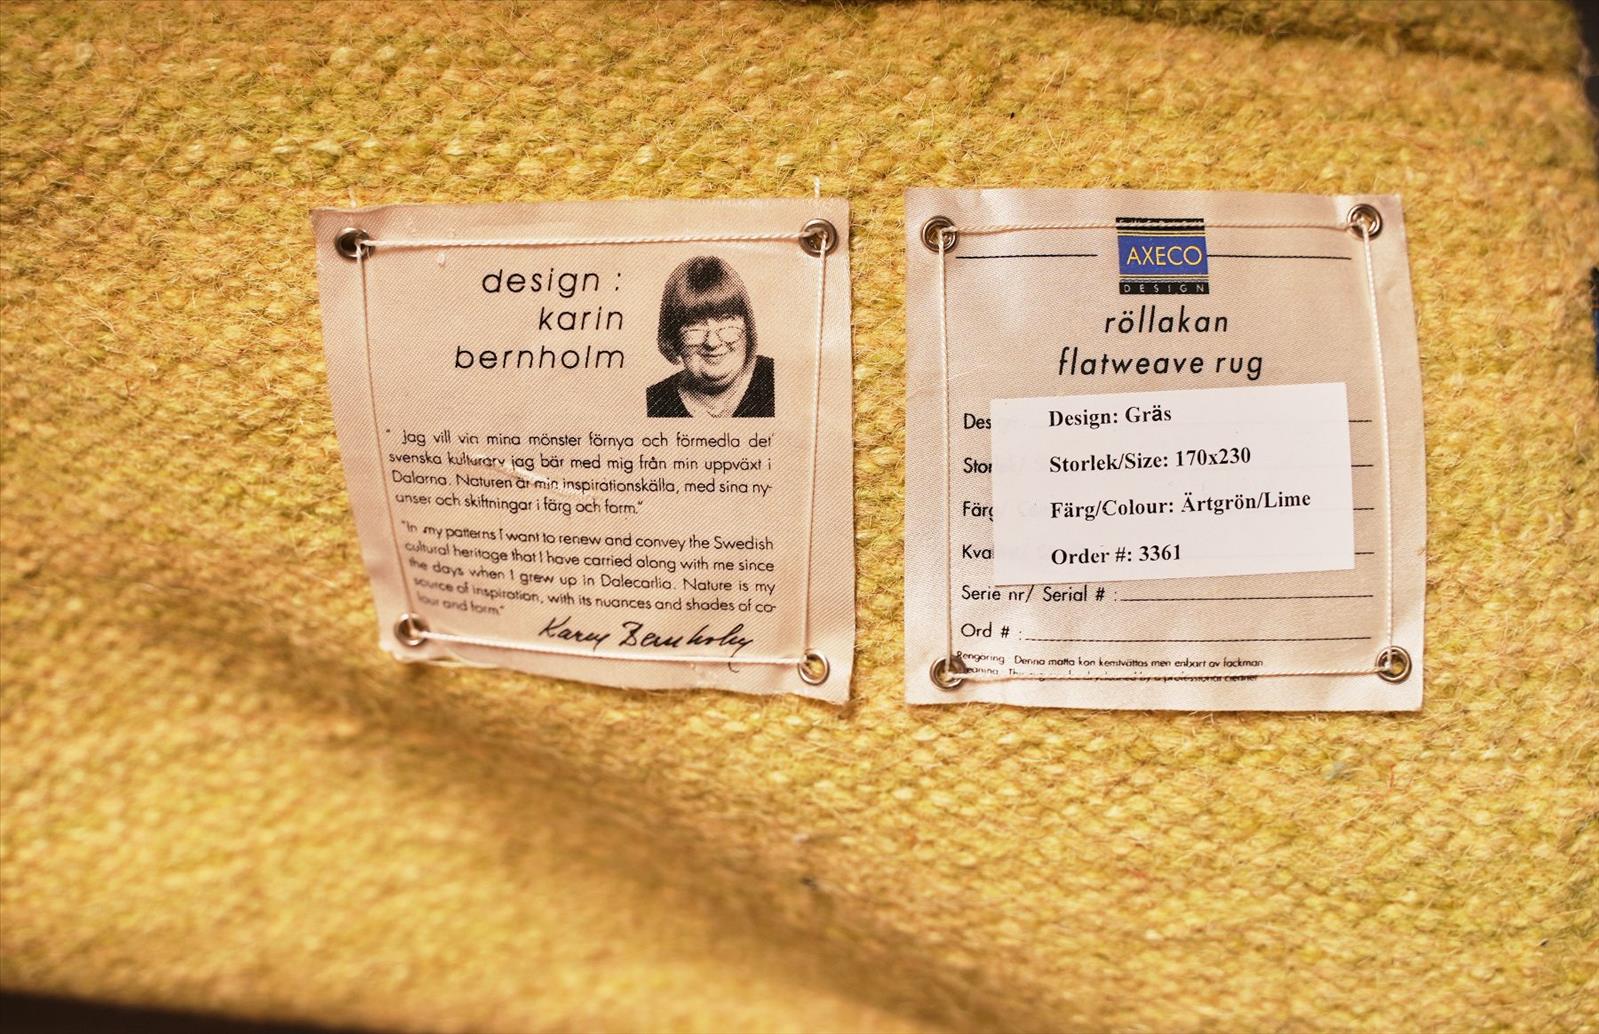 design :
karin
bernholm
" Jag vill via mina mönster förnya och förmedla det
svenska kulturarv jag bär med mig från min uppväxt i
Dalarna. Naturen är min inspirationskälla, med sina ny-
anser och skiftningar i färg och form."
"In my patterns I want to renew and convey the Swedish
cultural heritage that I have carried along with me since
the days when I grew up in Dalecarlia. Nature is my
source of inspiration, with its nuances and shades of co-
lour and form"
Karin Bernholm
AXECO
DESIGN
röllakan
flatweave rug
Design: Gräs
Storlek/Size: 170x230
Färg/Colour: Ärtgrön/Lime
Order #: 3361
Serie nr/ Serial # :
Ord # :
Rengöring : Denna matta kan kemtvättas men enbart av fackman
by a professional cleaner